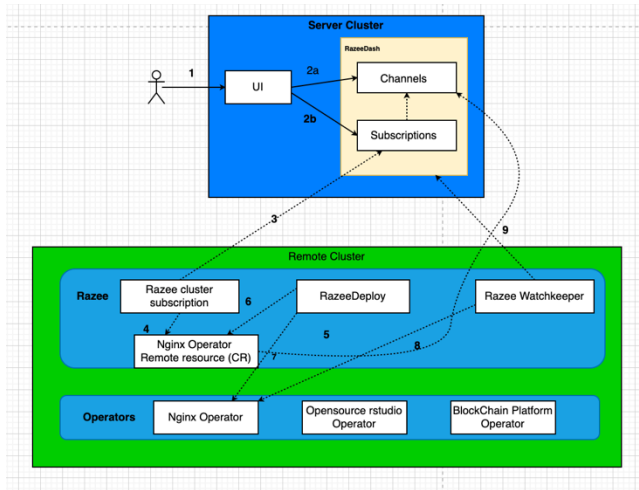 Server Cluster
RazeeDash
1
UI
2a
Channels
2b
Subscriptions
3
9
Remote Cluster
Razee
Razee cluster
subscription
6
RazeeDeploy
Razee Watchkeeper
4
Nginx Operator
Remote resource (CR)
5
7
8
Operators
Nginx Operator
Opensource rstudio
Operator
BlockChain Platform
Operator